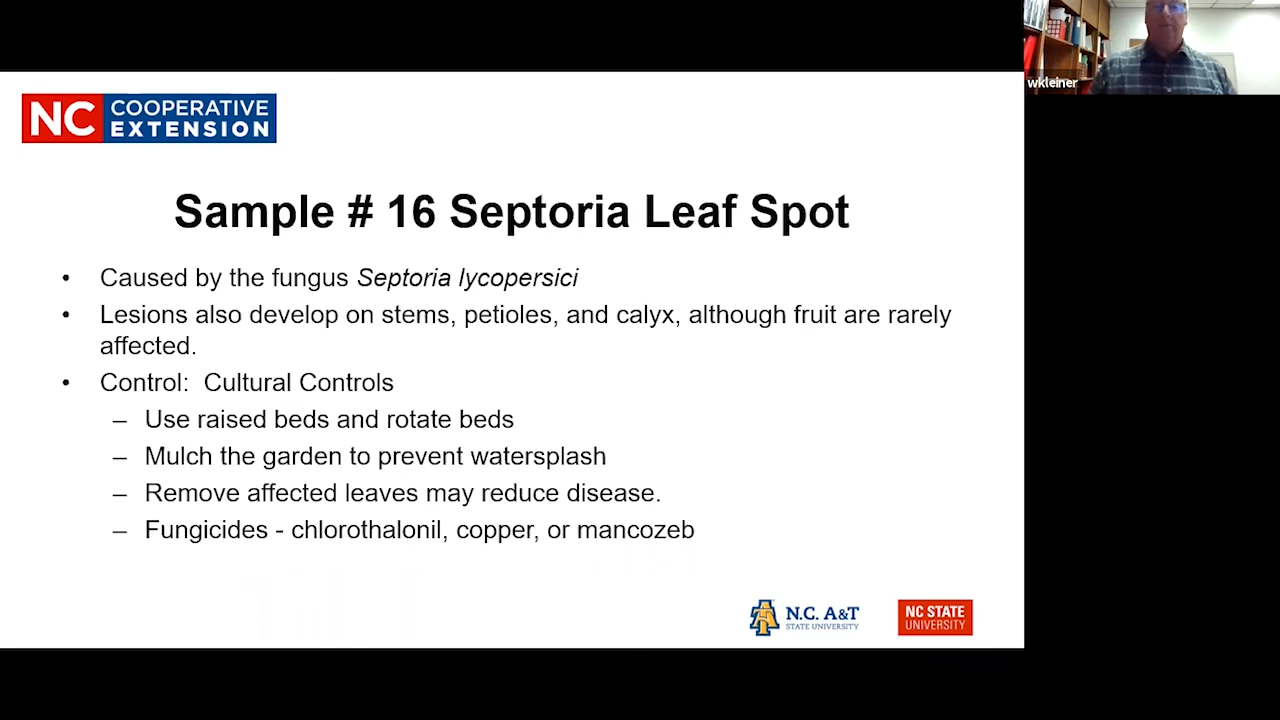 wkleiner
NC COOPERATIVE
EXTENSION
Sample # 16 Septoria Leaf Spot
• Caused by the fungus Septoria lycopersici
• Lesions also develop on stems, petioles, and calyx, although fruit are rarely
affected.
• Control:  Cultural Controls
– Use raised beds and rotate beds
– Mulch the garden to prevent watersplash
– Remove affected leaves may reduce disease.
– Fungicides - chlorothalonil, copper, or mancozeb
N.C. A&T
STATE UNIVERSITY
NC STATE
UNIVERSITY